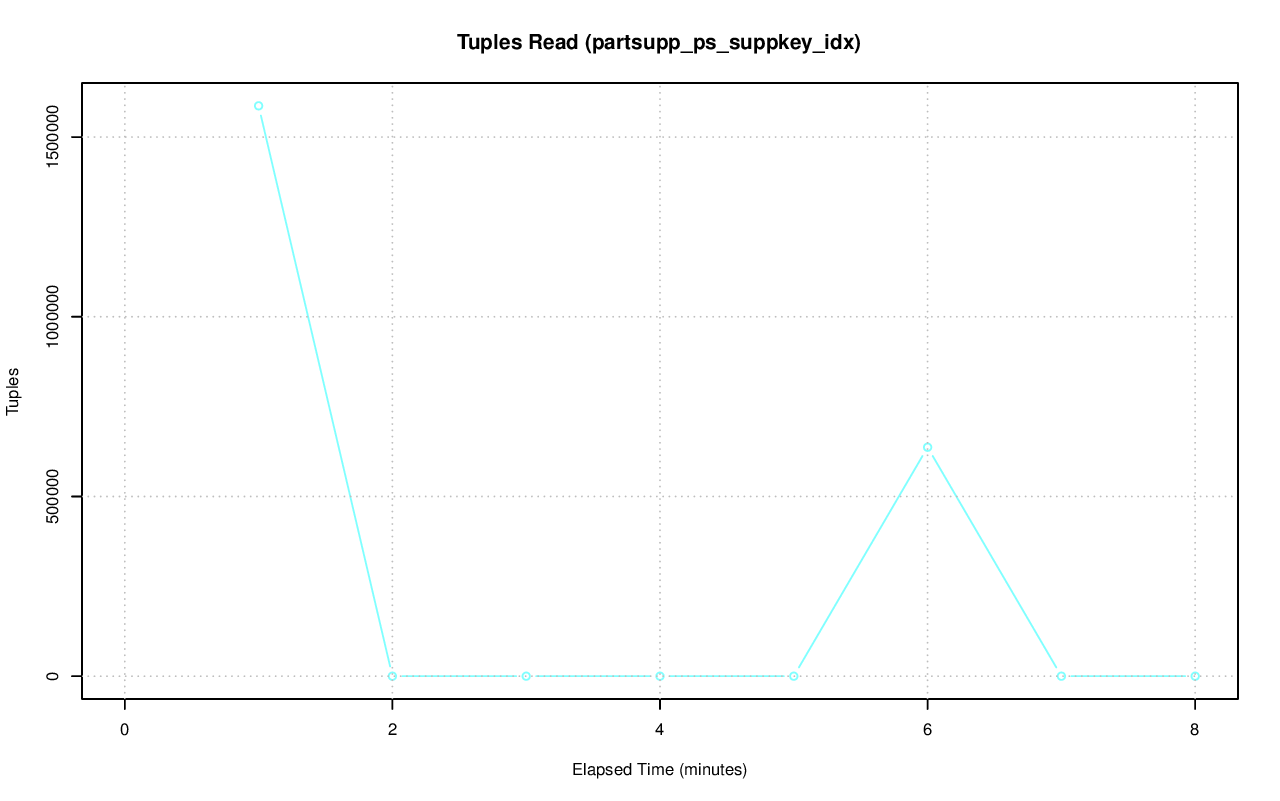 Tuples Read (partsupp_ps_suppkey_idx)
1500000
1000000
500000
0
Tuples
0 2 4 6 8
Elapsed Time (minutes)